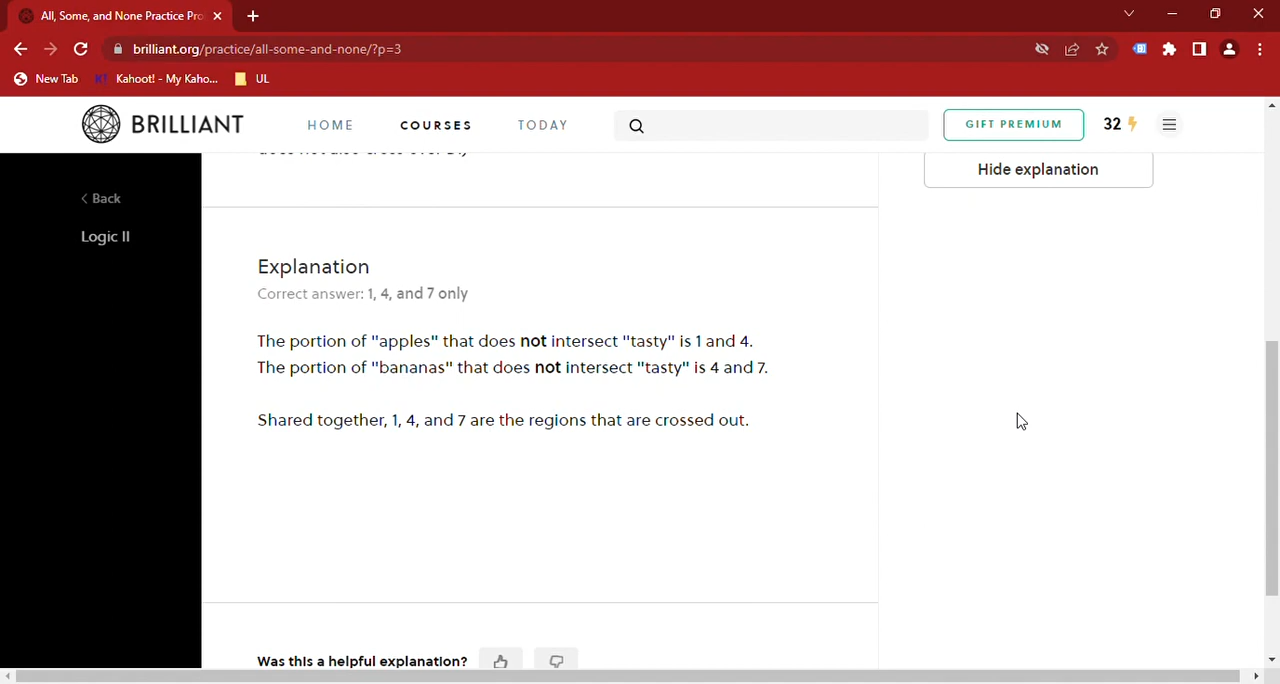 All, Some, and None Practice Pro
brilliant.org/practice/all-some-and-none/?p=3
New Tab
K! Kahoot! - My Kaho...
UL
BRILLIANT
HOME
COURSES
TODAY
GIFT PREMIUM
32
Hide explanation
< Back
Logic II
Explanation
Correct answer: 1, 4, and 7 only
The portion of "apples" that does not intersect "tasty" is 1 and 4.
The portion of "bananas" that does not intersect "tasty" is 4 and 7.
Shared together, 1, 4, and 7 are the regions that are crossed out.
Was this a helpful explanation?